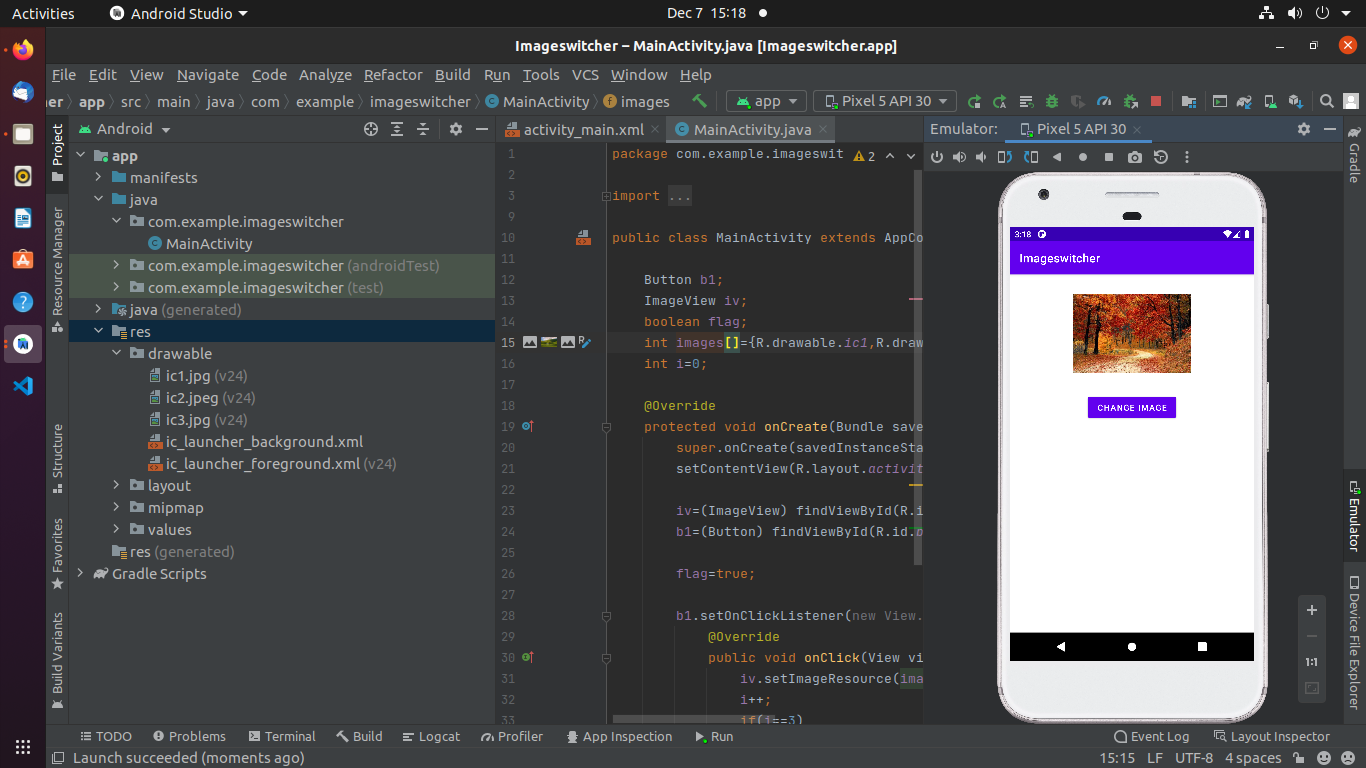 Activities Android Studio Dec 7 15:18
Imageswitcher – MainActivity.java [Imageswitcher.app]
File Edit View Navigate Code Analyze Refactor Build Run Tools VCS Window Help
er app src main java com example imageswitcher MainActivity images app Pixel 5 API 30
Project
Resource Manager
Structure
Favorites
Build Variants
Android
app
manifests
java
com.example.imageswitcher
MainActivity
com.example.imageswitcher (androidTest)
com.example.imageswitcher (test)
java (generated)
res
drawable
ic1.jpg (v24)
ic2.jpeg (v24)
ic3.jpg (v24)
ic_launcher_background.xml
ic_launcher_foreground.xml (v24)
layout
mipmap
values
res (generated)
Gradle Scripts
activity_main.xml MainActivity.java
1 package com.example.imageswit 2
2
3 import ...
9
10 public class MainActivity extends AppCo
11
12 Button b1;
13 ImageView iv;
14 boolean flag;
15 int images[]={R.drawable.ic1,R.draw
16 int i=0;
17
18 @Override
19 protected void onCreate(Bundle save
20 super.onCreate(savedInstanceSta
21 setContentView(R.layout.activit
22
23 iv=(ImageView) findViewById(R.i
24 b1=(Button) findViewById(R.id.b
25
26 flag=true;
27
28 b1.setOnClickListener(new View.
29 @Override
30 public void onClick(View vi
31 iv.setImageResource(ima
32 i++;
33 if(i==3)
Emulator: Pixel 5 API 30
3:18
Imageswitcher
CHANGE IMAGE
1:1
Gradle
Emulator
Device File Explorer
TODO Problems Terminal Build Logcat Profiler App Inspection Run Event Log Layout Inspector
Launch succeeded (moments ago) 15:15 LF UTF-8 4 spaces